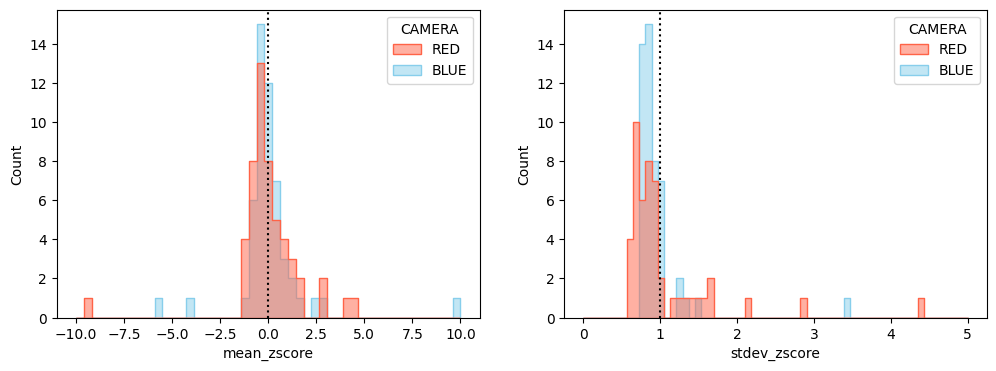 CAMERA
RED
BLUE
Count
14
12
10
8
6
4
2
0
−10.0 −7.5 −5.0 −2.5 0.0 2.5 5.0 7.5 10.0
mean_zscore
CAMERA
RED
BLUE
Count
14
12
10
8
6
4
2
0
0 1 2 3 4 5
stdev_zscore